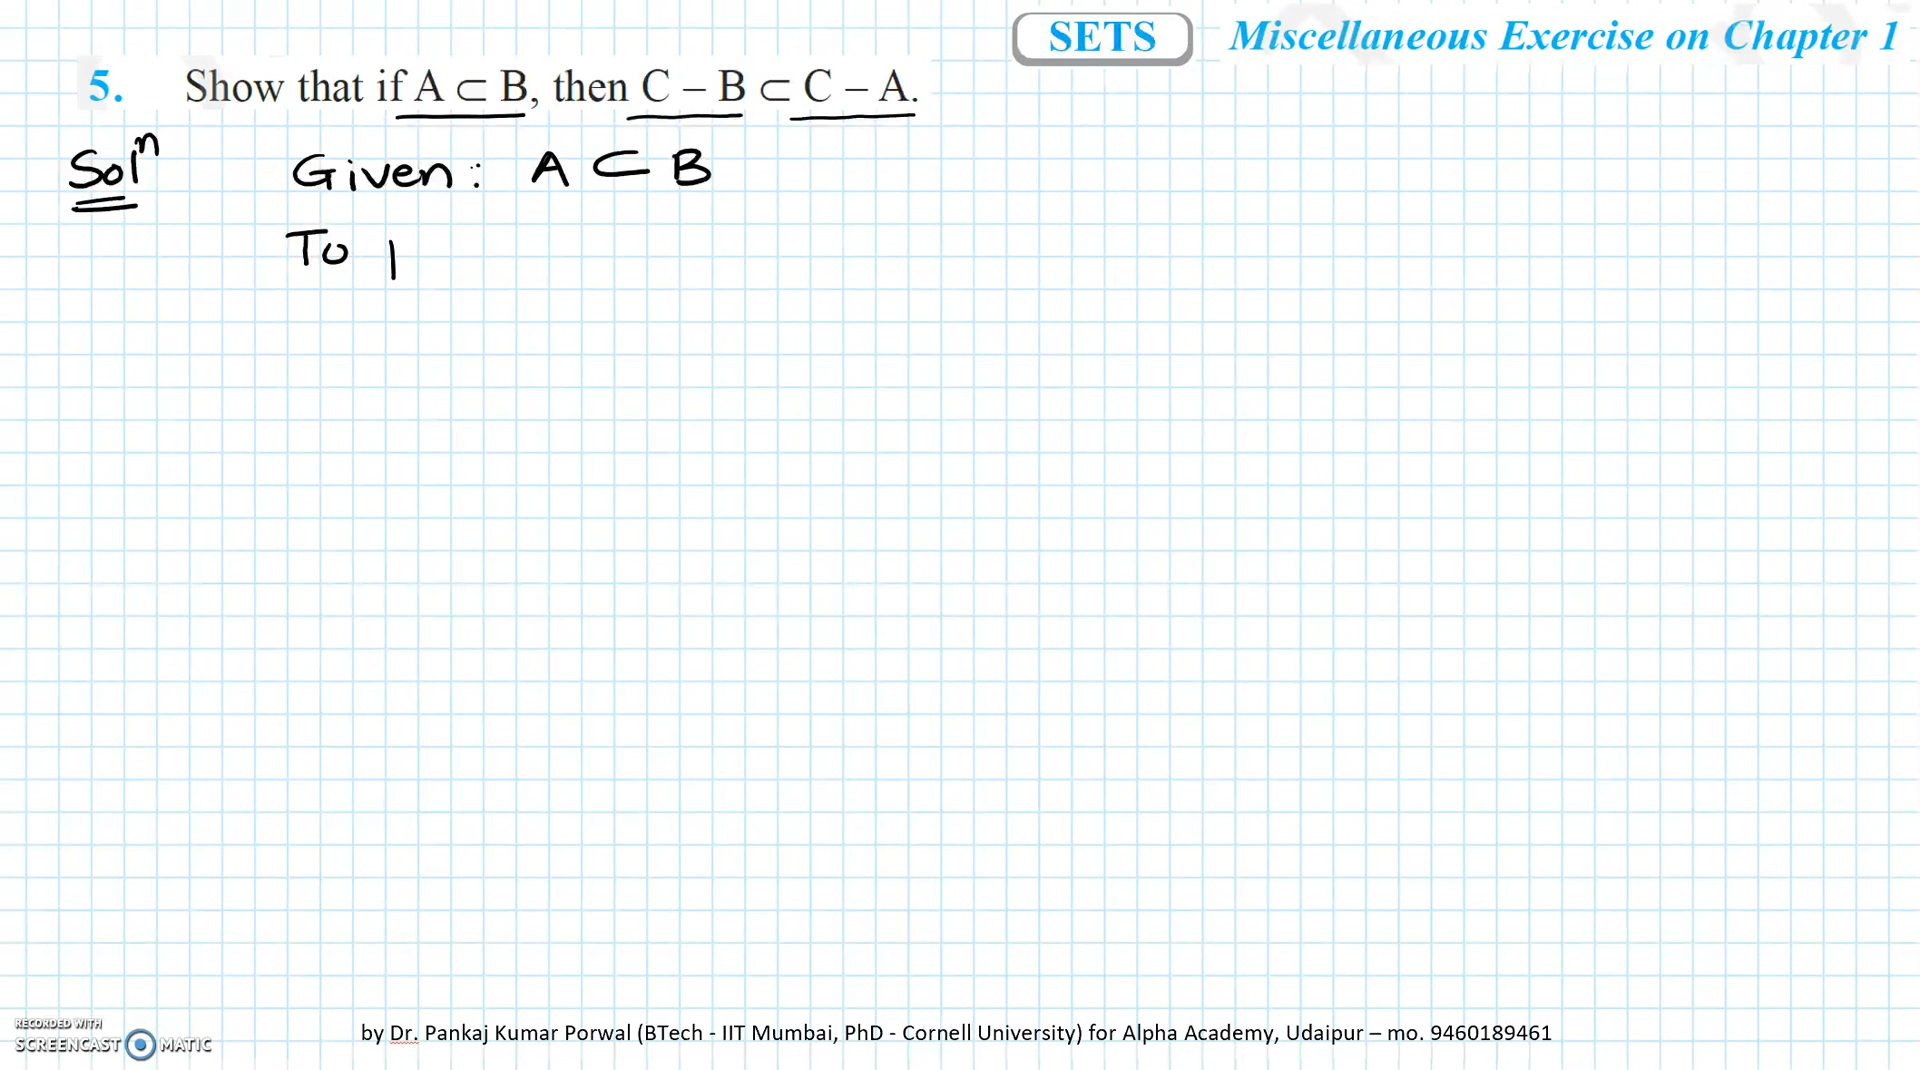 SETS Miscellaneous Exercise on Chapter 1
5. Show that if A ⊂ B, then C – B ⊂ C – A.
Solⁿ Given: A ⊂ B
To
RECORDED WITH
SCREENCAST MATIC
by Dr. Pankaj Kumar Porwal (BTech - IIT Mumbai, PhD - Cornell University) for Alpha Academy, Udaipur – mo. 9460189461